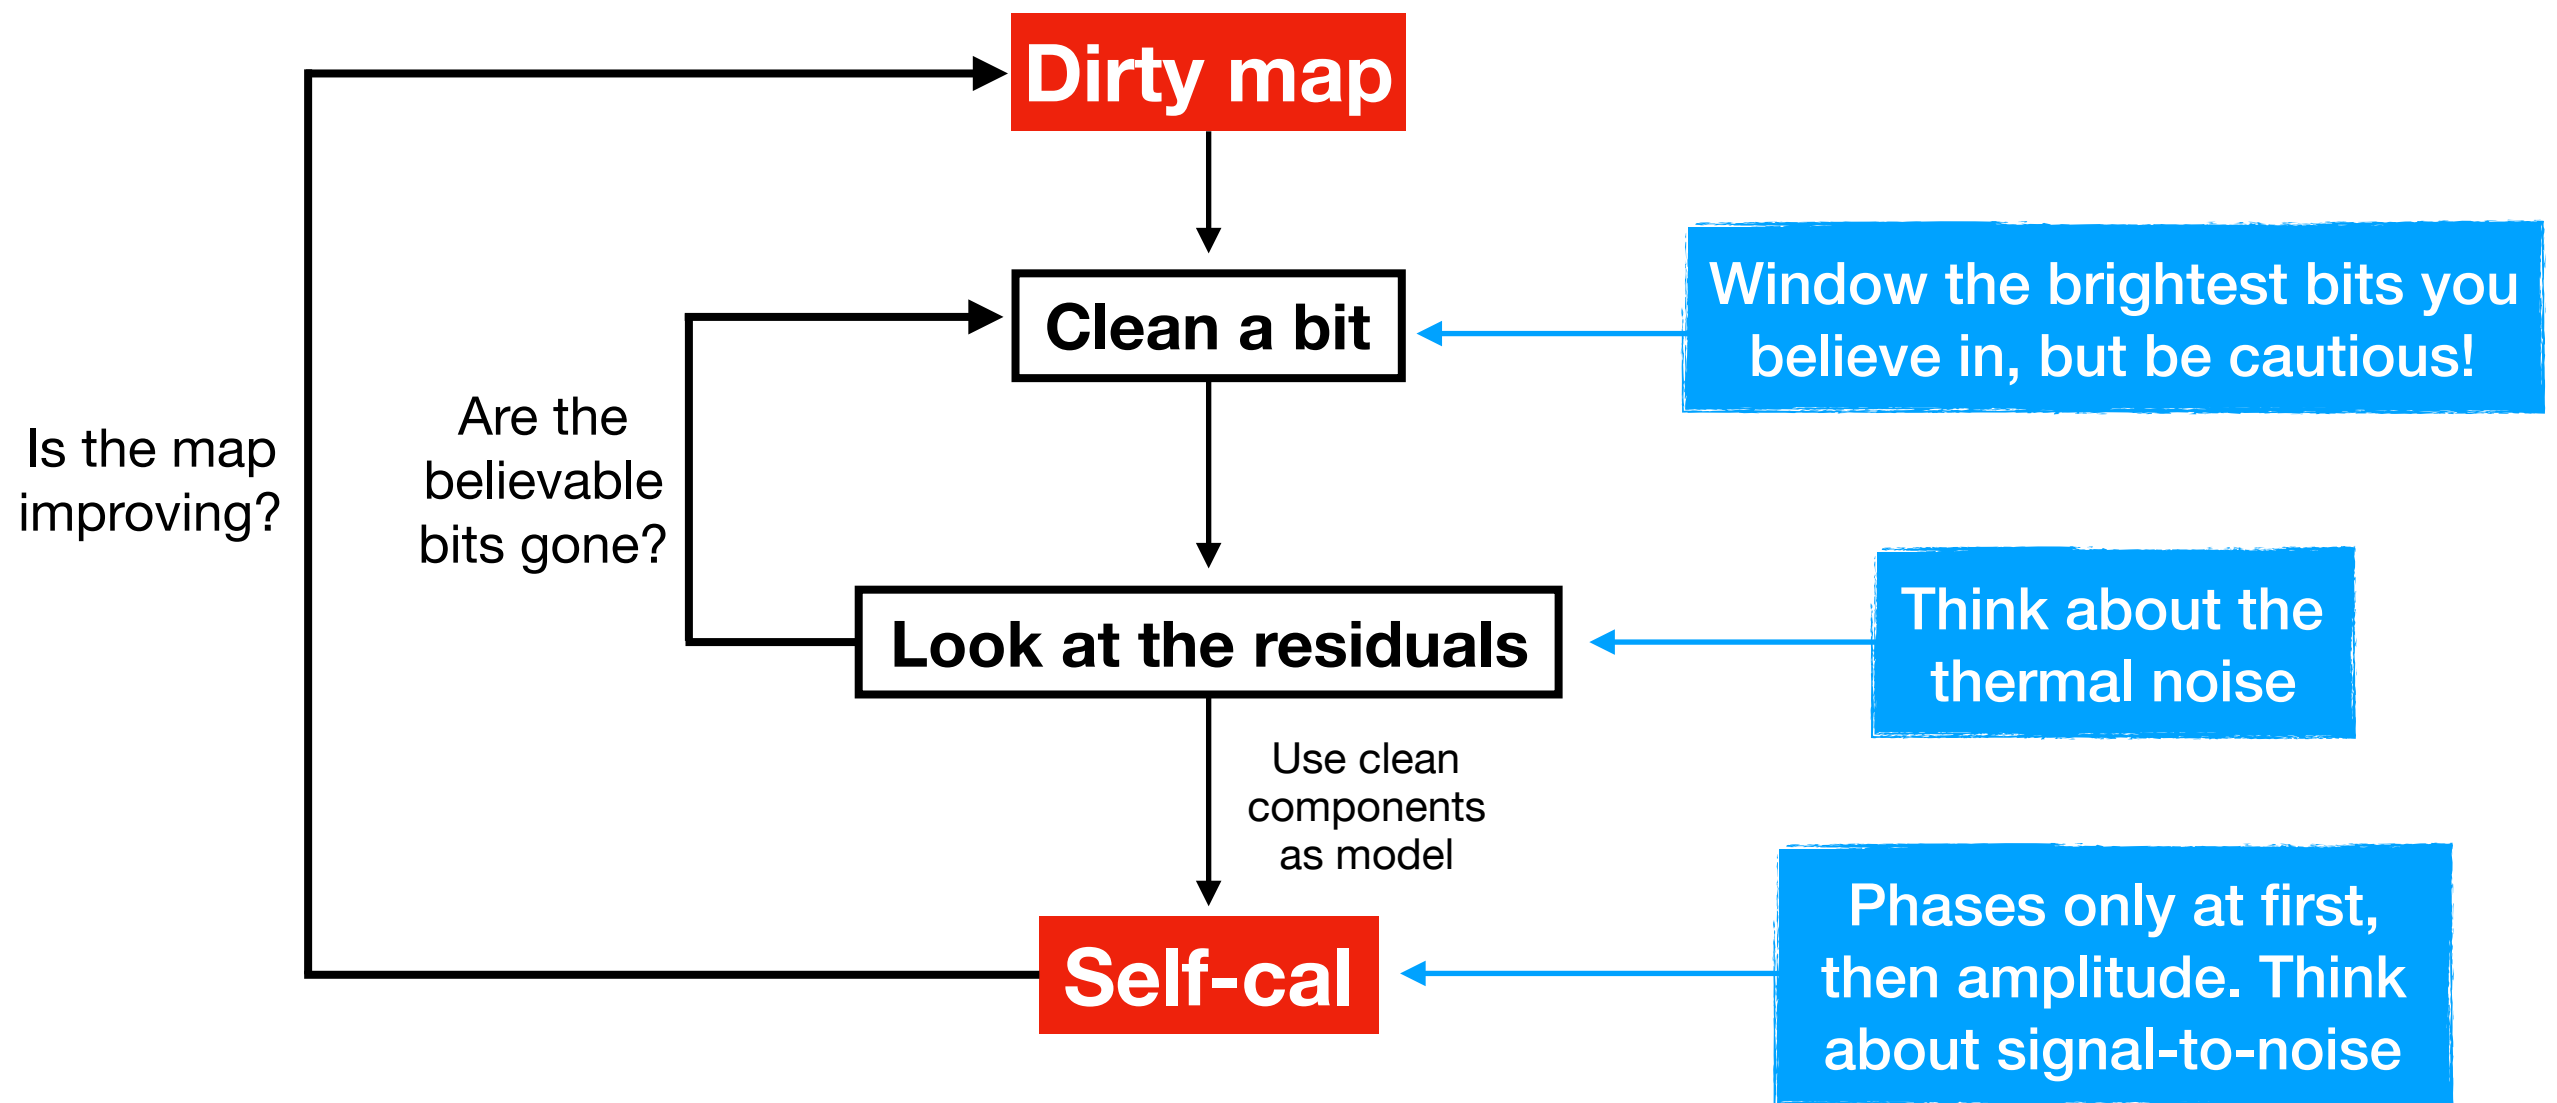 Dirty map
Clean a bit
Window the brightest bits you
believe in, but be cautious!
Is the map
improving?
Are the
believable
bits gone?
Look at the residuals
Think about the
thermal noise
Use clean
components
as model
Self-cal
Phases only at first,
then amplitude. Think
about signal-to-noise